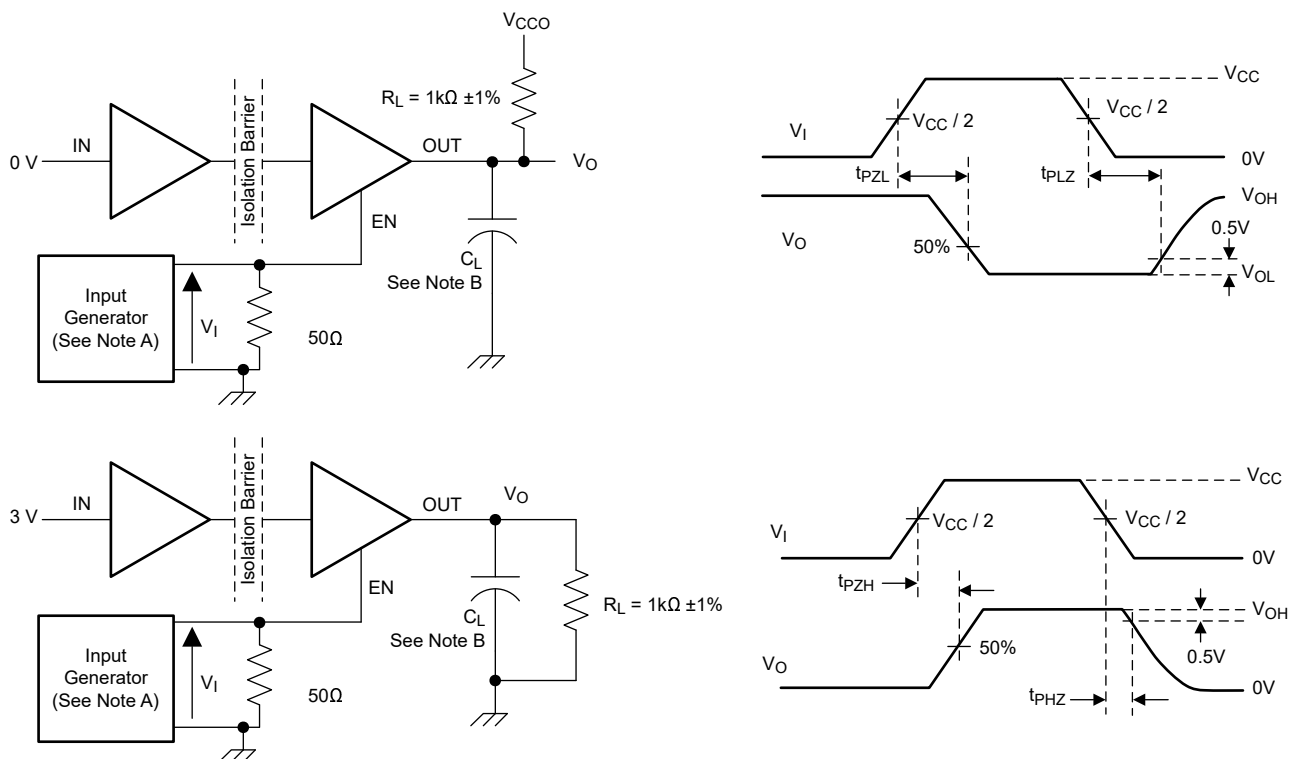 VCCO
RL = 1kΩ ±1%
0 V
IN
Isolation Barrier
OUT
VO
EN
CL
See Note B
Input
Generator
(See Note A)
VI
50Ω
VCC
VCC / 2
VCC / 2
VI
0V
tPZL
tPLZ
VOH
0.5V
VO
50%
VOL
3 V
IN
Isolation Barrier
OUT
VO
EN
CL
See Note B
RL = 1kΩ ±1%
Input
Generator
(See Note A)
VI
50Ω
VCC
VCC / 2
VCC / 2
VI
0V
tPZH
VOH
0.5V
50%
VO
0V
tPHZ